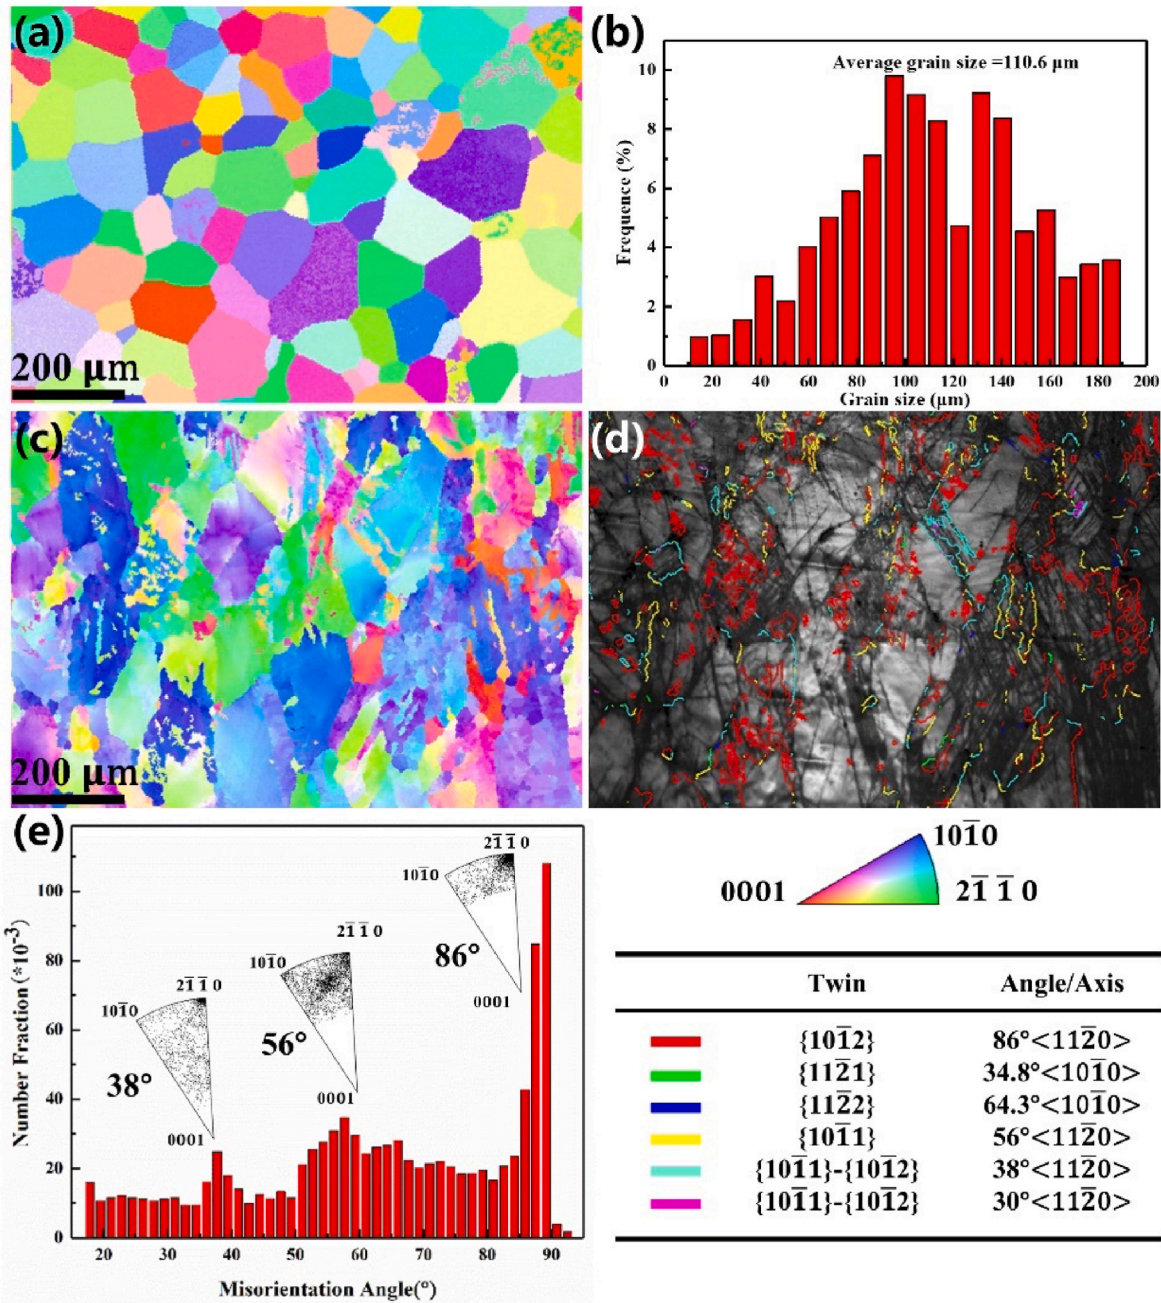 (a)
200 μm
(b)
Average grain size =110.6 μm
Frequence (%)
10
8
6
4
2
0
0 20 40 60 80 100 120 140 160 180 200
Grain size (μm)
(c)
200 μm
(d)
(e)
Number Fraction (*10⁻³)
100
80
60
40
20
0
20 30 40 50 60 70 80 90
Misorientation Angle(°)
21̅1̅0
101̅0
38°
0001
21̅1̅0
101̅0
56°
0001
21̅1̅0
101̅0
86°
0001
101̅0
0001
21̅1̅0
Twin Angle/Axis
{101̅2} 86°<112̅0>
{112̅1} 34.8°<101̅0>
{112̅2} 64.3°<101̅0>
{101̅1} 56°<112̅0>
{101̅1}-{101̅2} 38°<112̅0>
{101̅1}-{101̅2} 30°<112̅0>